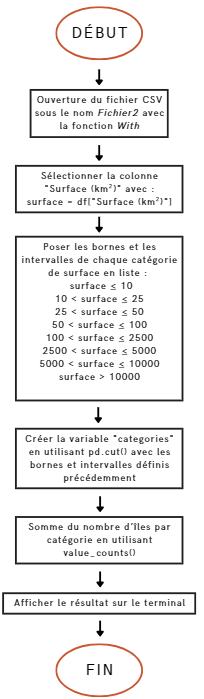 DÉBUT
Ouverture du fichier CSV
sous le nom Fichier2 avec
la fonction With
Sélectionner la colonne
"Surface (km²)" avec :
surface = df["Surface (km²)"]
Poser les bornes et les
intervalles de chaque catégorie
de surface en liste :
surface ≤ 10
10 < surface ≤ 25
25 < surface ≤ 50
50 < surface ≤ 100
100 < surface ≤ 2500
2500 < surface ≤ 5000
5000 < surface ≤ 10000
surface > 10000
Créer la variable "categories"
en utilisant pd.cut() avec les
bornes et intervalles définis
précédemment
Somme du nombre d'îles par
catégorie en utilisant
value_counts()
Afficher le résultat sur le terminal
FIN